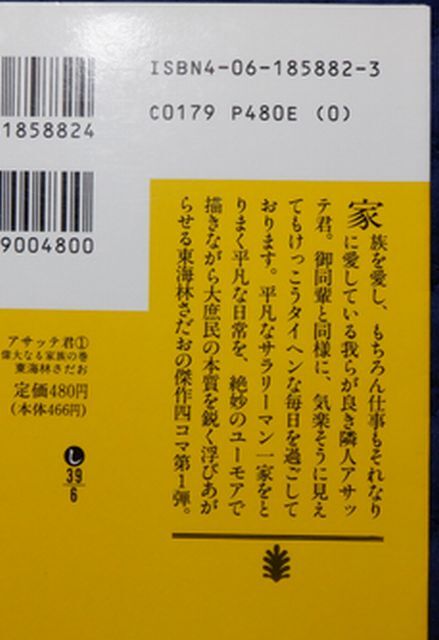 ISBN4-06-185882-3
C0179 P480E (0)
1858824
9004800
家族を愛し、もちろん仕事もそれなり
に愛している我らが良き隣人アサッ
テ君。御同輩と同様に、気楽そうに見え
てもけっこうタイヘンな毎日を過ごして
おります。平凡なサラリーマン一家をと
りまく平凡な日常を、絶妙のユーモアで
描きながら大庶民の本質を鋭く浮びあが
らせる東海林さだおの傑作四コマ第1弾。
アサッテ君①
偉大なる家族の巻
東海林さだお
定価480円
(本体466円)
し
39
6